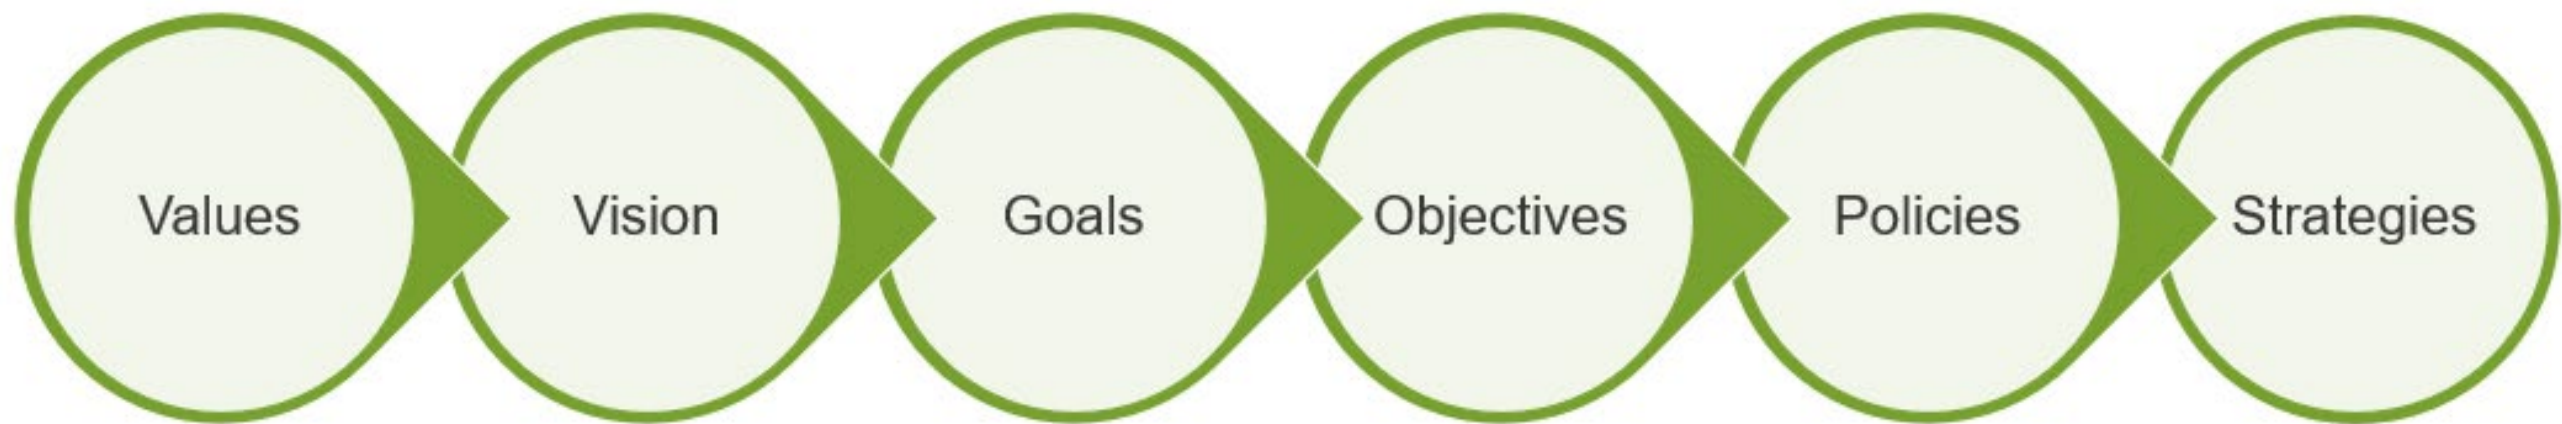 Values
Vision
Goals
Objectives
Policies
Strategies